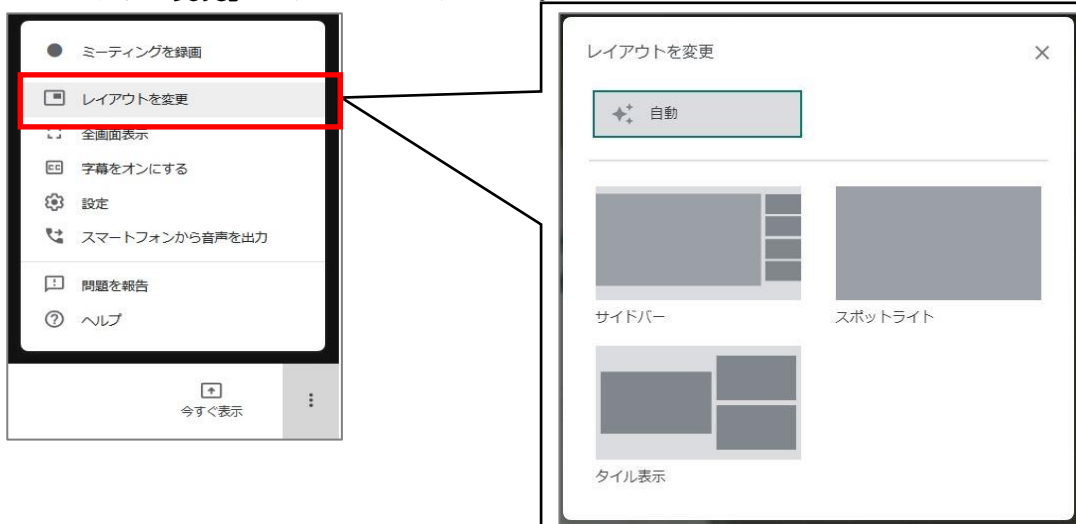 ミーティングを録画
レイアウトを変更
全画面表示
CC 字幕をオンにする
設定
スマートフォンから音声を出力
問題を報告
ヘルプ
今すぐ表示
レイアウトを変更
自動
サイドバー
スポットライト
タイル表示